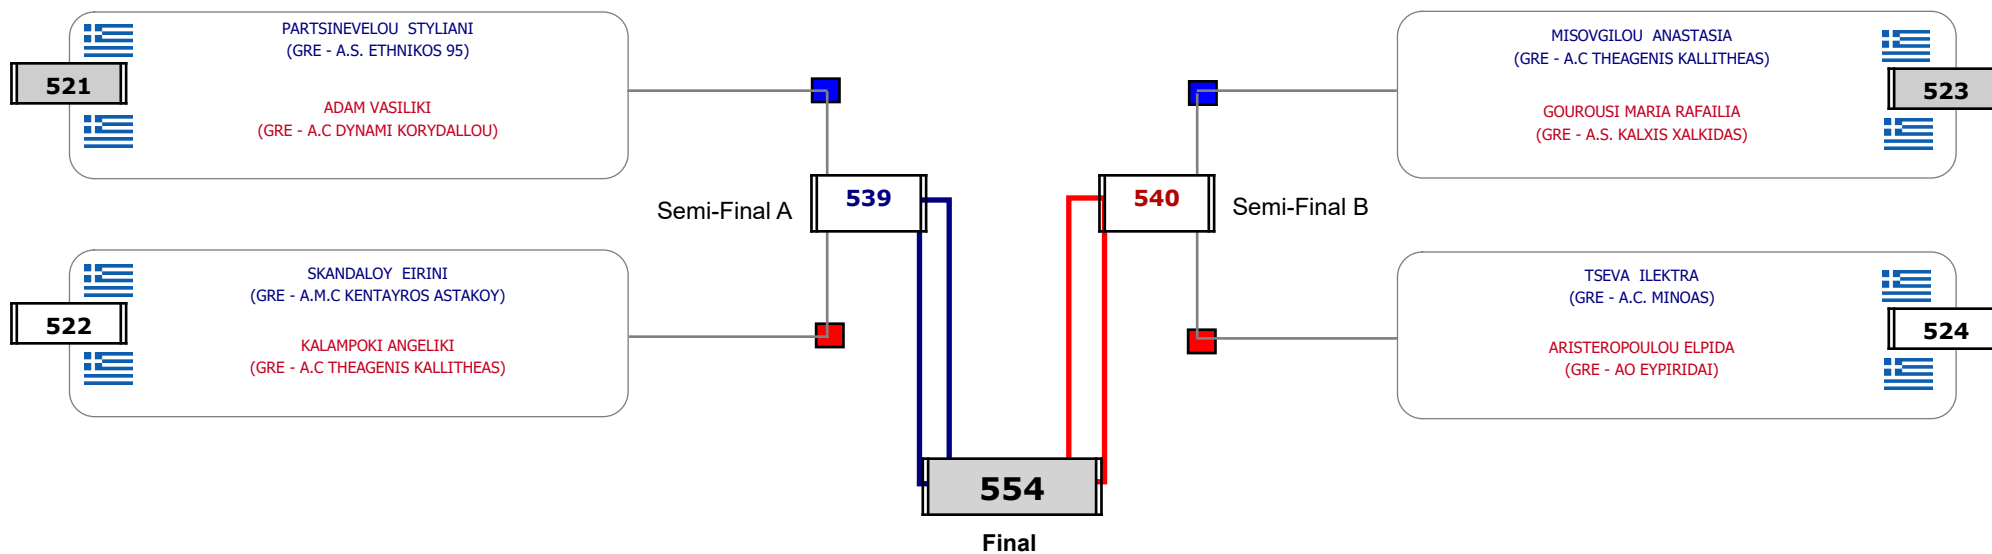 PARTSINEVELOU STYLIANI
(GRE - A.S. ETHNIKOS 95)
521
ADAM VASILIKI
(GRE - A.C DYNAMI KORYDALLOU)
SKANDALOY EIRINI
(GRE - A.M.C KENTAYROS ASTAKOY)
522
KALAMPOKI ANGELIKI
(GRE - A.C THEAGENIS KALLITHEAS)
Semi-Final A
539
540
Semi-Final B
MISOVGILOU ANASTASIA
(GRE - A.C THEAGENIS KALLITHEAS)
523
GOUROUSI MARIA RAFAILIA
(GRE - A.S. KALXIS XALKIDAS)
TSEVA ILEKTRA
(GRE - A.C. MINOAS)
524
ARISTEROPOULOU ELPIDA
(GRE - AO EYPIRIDAI)
554
Final